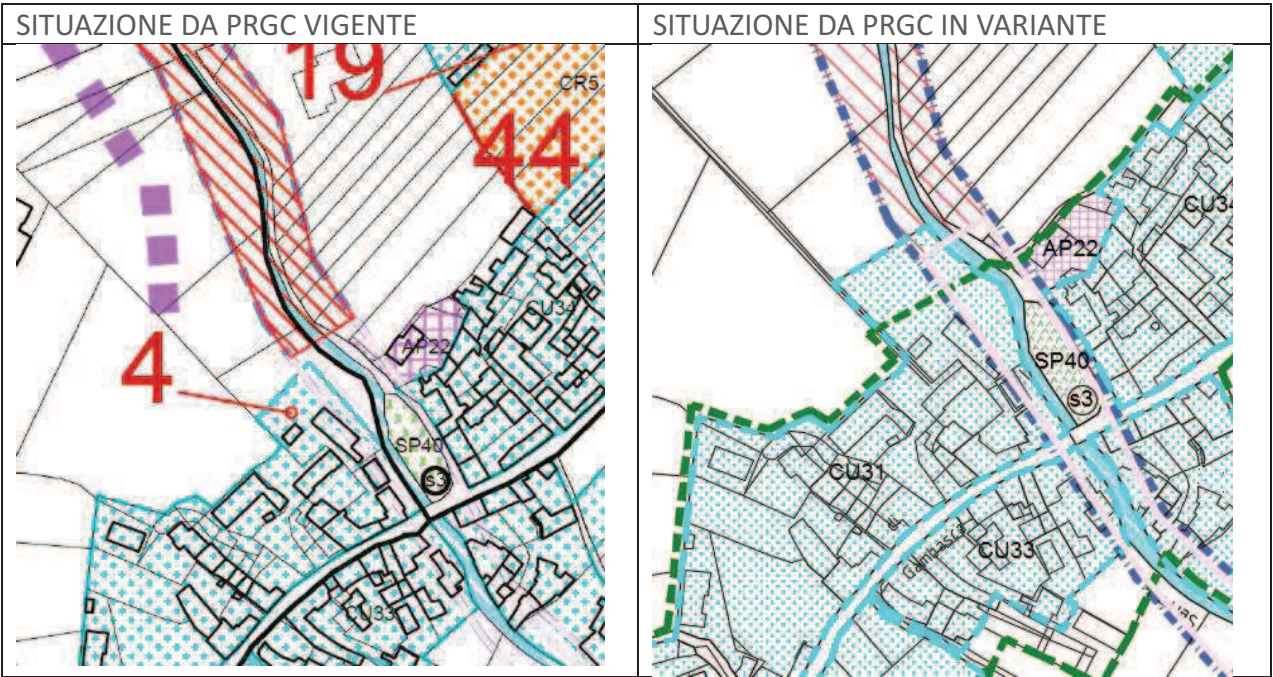 SITUAZIONE DA PRGC VIGENTE
SITUAZIONE DA PRGC IN VARIANTE
19
CR5
44
AP22
CU34
4
SP40
s3
CU33
CU34
AP22
SP40
s3
CU31
CU33
Gambasca